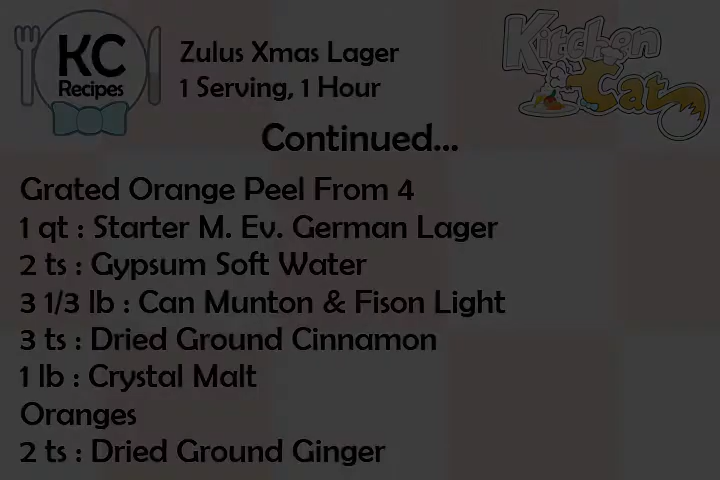 KC
Recipes
Zulus Xmas Lager
1 Serving, 1 Hour
Kitchen
Cat
Continued...
Grated Orange Peel From 4
1 qt : Starter M. Ev. German Lager
2 ts : Gypsum Soft Water
3 1/3 lb : Can Munton & Fison Light
3 ts : Dried Ground Cinnamon
1 lb : Crystal Malt
Oranges
2 ts : Dried Ground Ginger